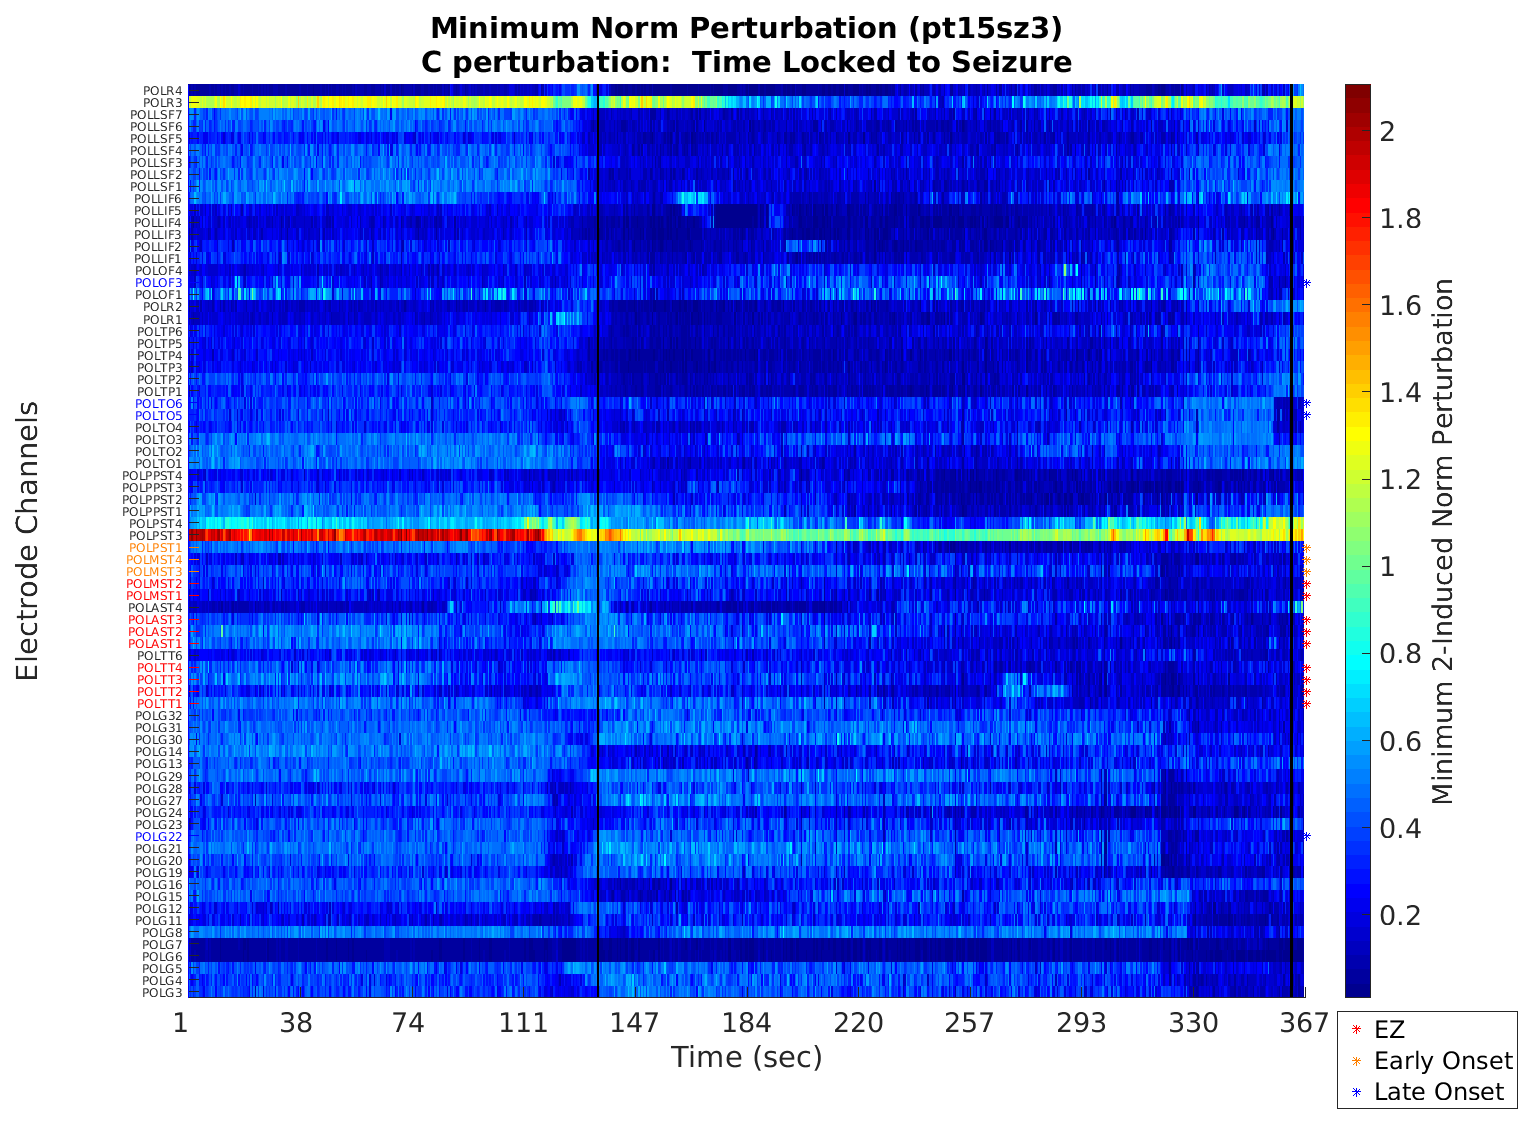 Minimum Norm Perturbation (pt15sz3)
C perturbation:  Time Locked to Seizure
Electrode Channels
POLR4
POLR3
POLLSF7
POLLSF6
POLLSF5
POLLSF4
POLLSF3
POLLSF2
POLLSF1
POLLIF6
POLLIF5
POLLIF4
POLLIF3
POLLIF2
POLLIF1
POLOF4
POLOF3
POLOF1
POLR2
POLR1
POLTP6
POLTP5
POLTP4
POLTP3
POLTP2
POLTP1
POLTO6
POLTO5
POLTO4
POLTO3
POLTO2
POLTO1
POLPPST4
POLPPST3
POLPPST2
POLPPST1
POLPST4
POLPST3
POLPST1
POLMST4
POLMST3
POLMST2
POLMST1
POLAST4
POLAST3
POLAST2
POLAST1
POLTT6
POLTT4
POLTT3
POLTT2
POLTT1
POLG32
POLG31
POLG30
POLG14
POLG13
POLG29
POLG28
POLG27
POLG24
POLG23
POLG22
POLG21
POLG20
POLG19
POLG16
POLG15
POLG12
POLG11
POLG8
POLG7
POLG6
POLG5
POLG4
POLG3
1 38 74 111 147 184 220 257 293 330 367
Time (sec)
2
1.8
1.6
1.4
1.2
1
0.8
0.6
0.4
0.2
Minimum 2-Induced Norm Perturbation
EZ
Early Onset
Late Onset